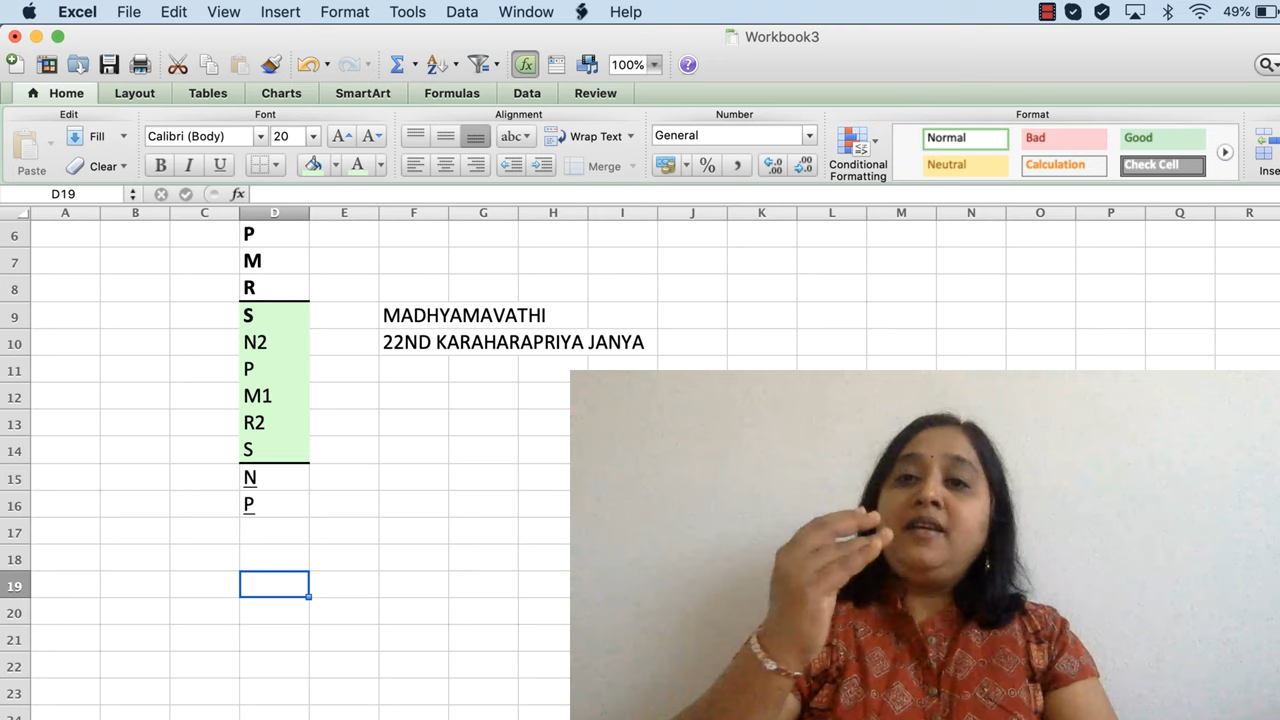 Excel File Edit View Insert Format Tools Data Window Help 49%
Workbook3
100%
Home Layout Tables Charts SmartArt Formulas Data Review
Edit Font Alignment Number Format
Fill Calibri (Body) 20 abc Wrap Text General Normal Bad Good
Paste Clear B I U A Merge % Conditional Formatting Neutral Calculation Check Cell Inse
D19 fx
A B C D E F G H I J K L M N O P Q R
6 P
7 M
8 R
9 S MADHYAMAVATHI
10 N2 22ND KARAHARAPRIYA JANYA
11 P
12 M1
13 R2
14 S
15 N
16 P
17
18
19
20
21
22
23